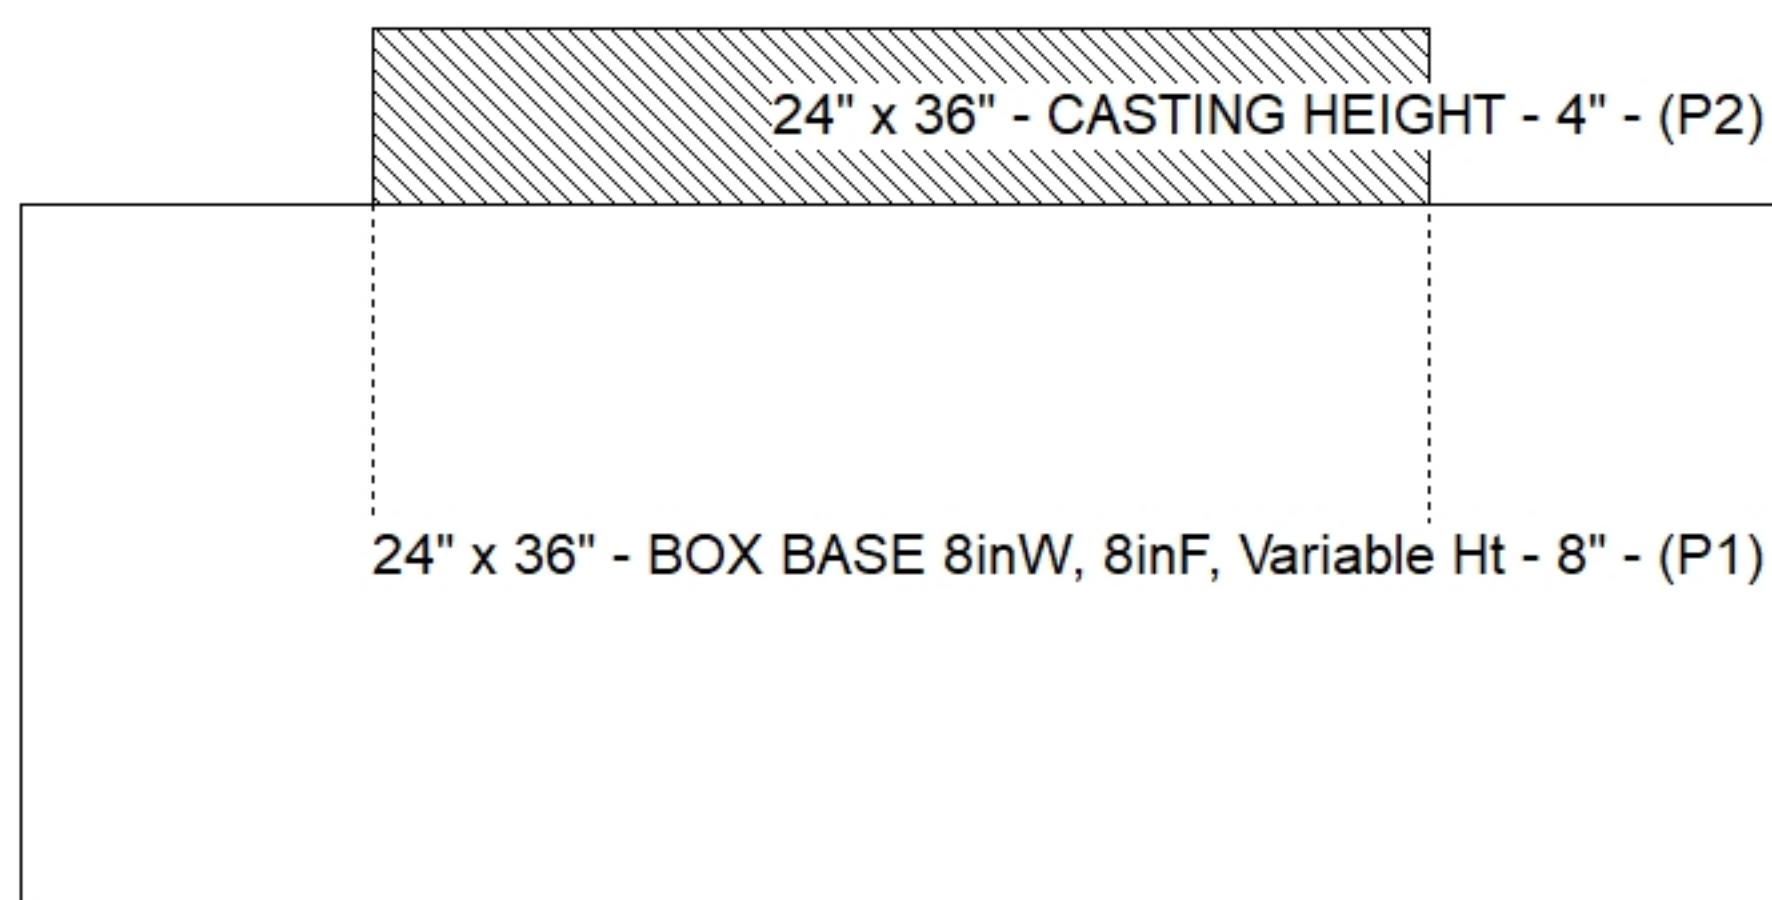 24" x 36" - CASTING HEIGHT - 4" - (P2)
24" x 36" - BOX BASE 8inW, 8inF, Variable Ht - 8" - (P1)